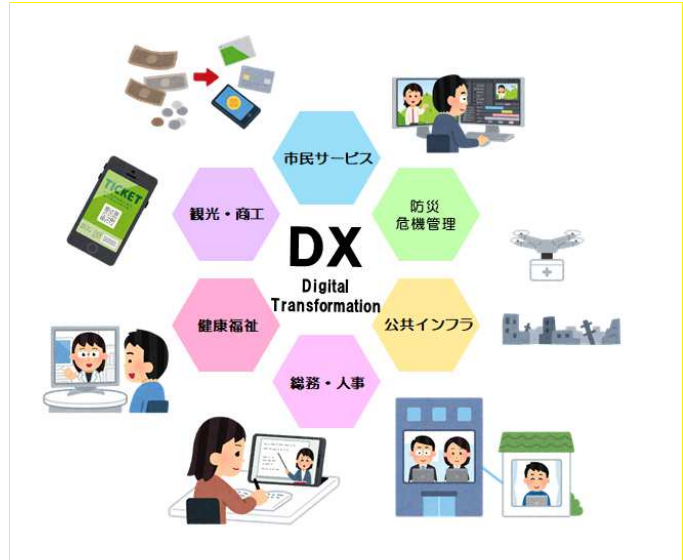 市民サービス
防災
危機管理
観光・商工
DX
Digital
Transformation
健康福祉
公共インフラ
総務・人事
TICKET